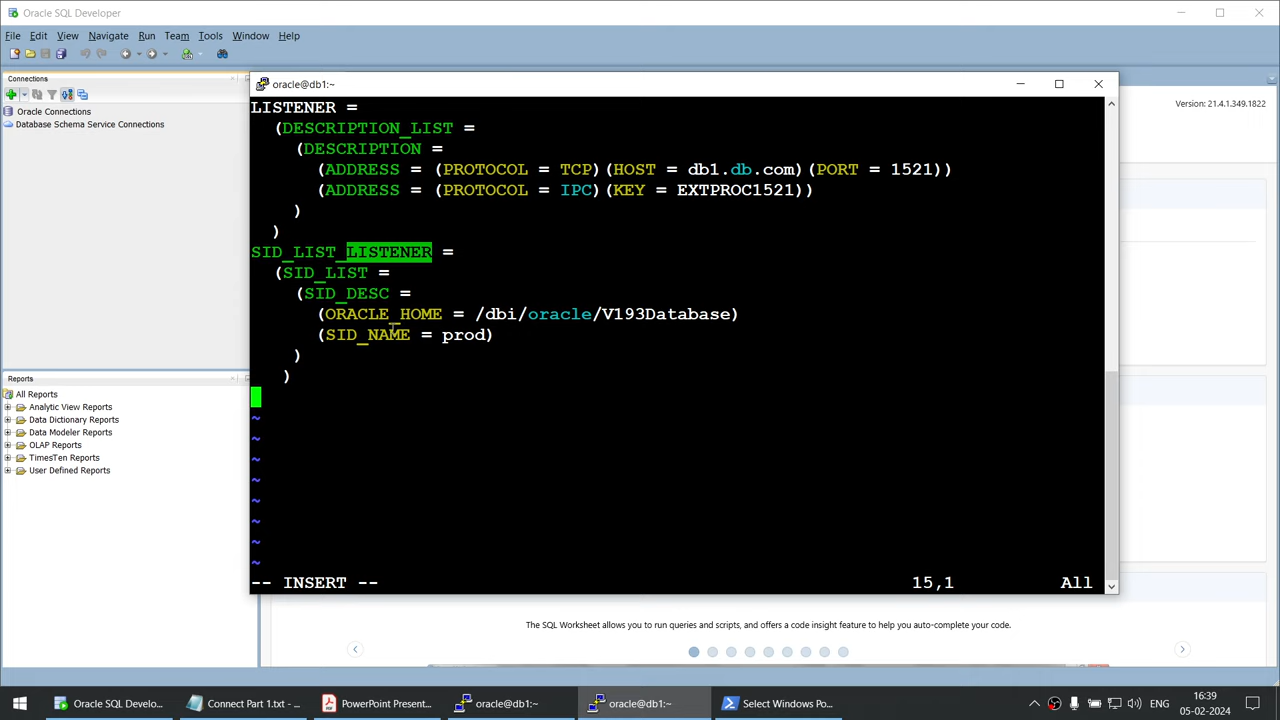 Oracle SQL Developer
File Edit View Navigate Run Team Tools Window Help
Connections
Oracle Connections
Database Schema Service Connections
Version: 21.4.1.349.1822
oracle@db1:~
LISTENER =
(DESCRIPTION_LIST =
(DESCRIPTION =
(ADDRESS = (PROTOCOL = TCP)(HOST = db1.db.com)(PORT = 1521))
(ADDRESS = (PROTOCOL = IPC)(KEY = EXTPROC1521))
)
)
SID_LIST_LISTENER =
(SID_LIST =
(SID_DESC =
(ORACLE_HOME = /dbi/oracle/V193Database)
(SID_NAME = prod)
)
)
~
~
~
~
~
~
~
~
-- INSERT -- 15,1 All
Reports
All Reports
Analytic View Reports
Data Dictionary Reports
Data Modeler Reports
OLAP Reports
TimesTen Reports
User Defined Reports
The SQL Worksheet allows you to run queries and scripts, and offers a code insight feature to help you auto-complete your code.
Oracle SQL Develo...
Connect Part 1.txt - ...
PowerPoint Present...
oracle@db1:~
oracle@db1:~
Select Windows Po...
ENG
16:39
05-02-2024